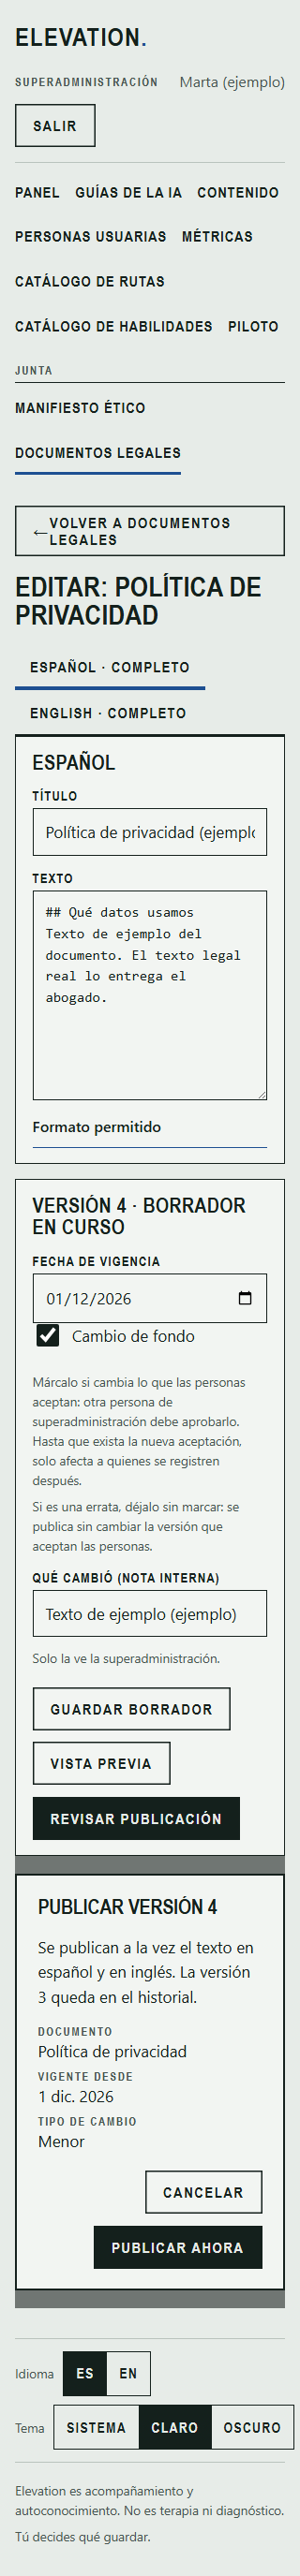 ELEVATION.
SUPERADMINISTRACIÓN Marta (ejemplo)
SALIR
PANEL GUÍAS DE LA IA CONTENIDO
PERSONAS USUARIAS MÉTRICAS
CATÁLOGO DE RUTAS
CATÁLOGO DE HABILIDADES PILOTO
JUNTA
MANIFIESTO ÉTICO
DOCUMENTOS LEGALES
←VOLVER A DOCUMENTOS
LEGALES
EDITAR: POLÍTICA DE
PRIVACIDAD
ESPAÑOL · COMPLETO
ENGLISH · COMPLETO
ESPAÑOL
TÍTULO
Política de privacidad (ejempl
TEXTO
## Qué datos usamos
Texto de ejemplo del
documento. El texto legal
real lo entrega el
abogado.
Formato permitido
VERSIÓN 4 · BORRADOR
EN CURSO
FECHA DE VIGENCIA
01/12/2026
Cambio de fondo
Márcalo si cambia lo que las personas
aceptan: otra persona de
superadministración debe aprobarlo.
Hasta que exista la nueva aceptación,
solo afecta a quienes se registren
después.
Si es una errata, déjalo sin marcar: se
publica sin cambiar la versión que
aceptan las personas.
QUÉ CAMBIÓ (NOTA INTERNA)
Texto de ejemplo (ejemplo)
Solo la ve la superadministración.
GUARDAR BORRADOR
VISTA PREVIA
REVISAR PUBLICACIÓN
PUBLICAR VERSIÓN 4
Se publican a la vez el texto en
español y en inglés. La versión
3 queda en el historial.
DOCUMENTO
Política de privacidad
VIGENTE DESDE
1 dic. 2026
TIPO DE CAMBIO
Menor
CANCELAR
PUBLICAR AHORA
Idioma ES EN
Tema SISTEMA CLARO OSCURO
Elevation es acompañamiento y
autoconocimiento. No es terapia ni diagnóstico.
Tú decides qué guardar.